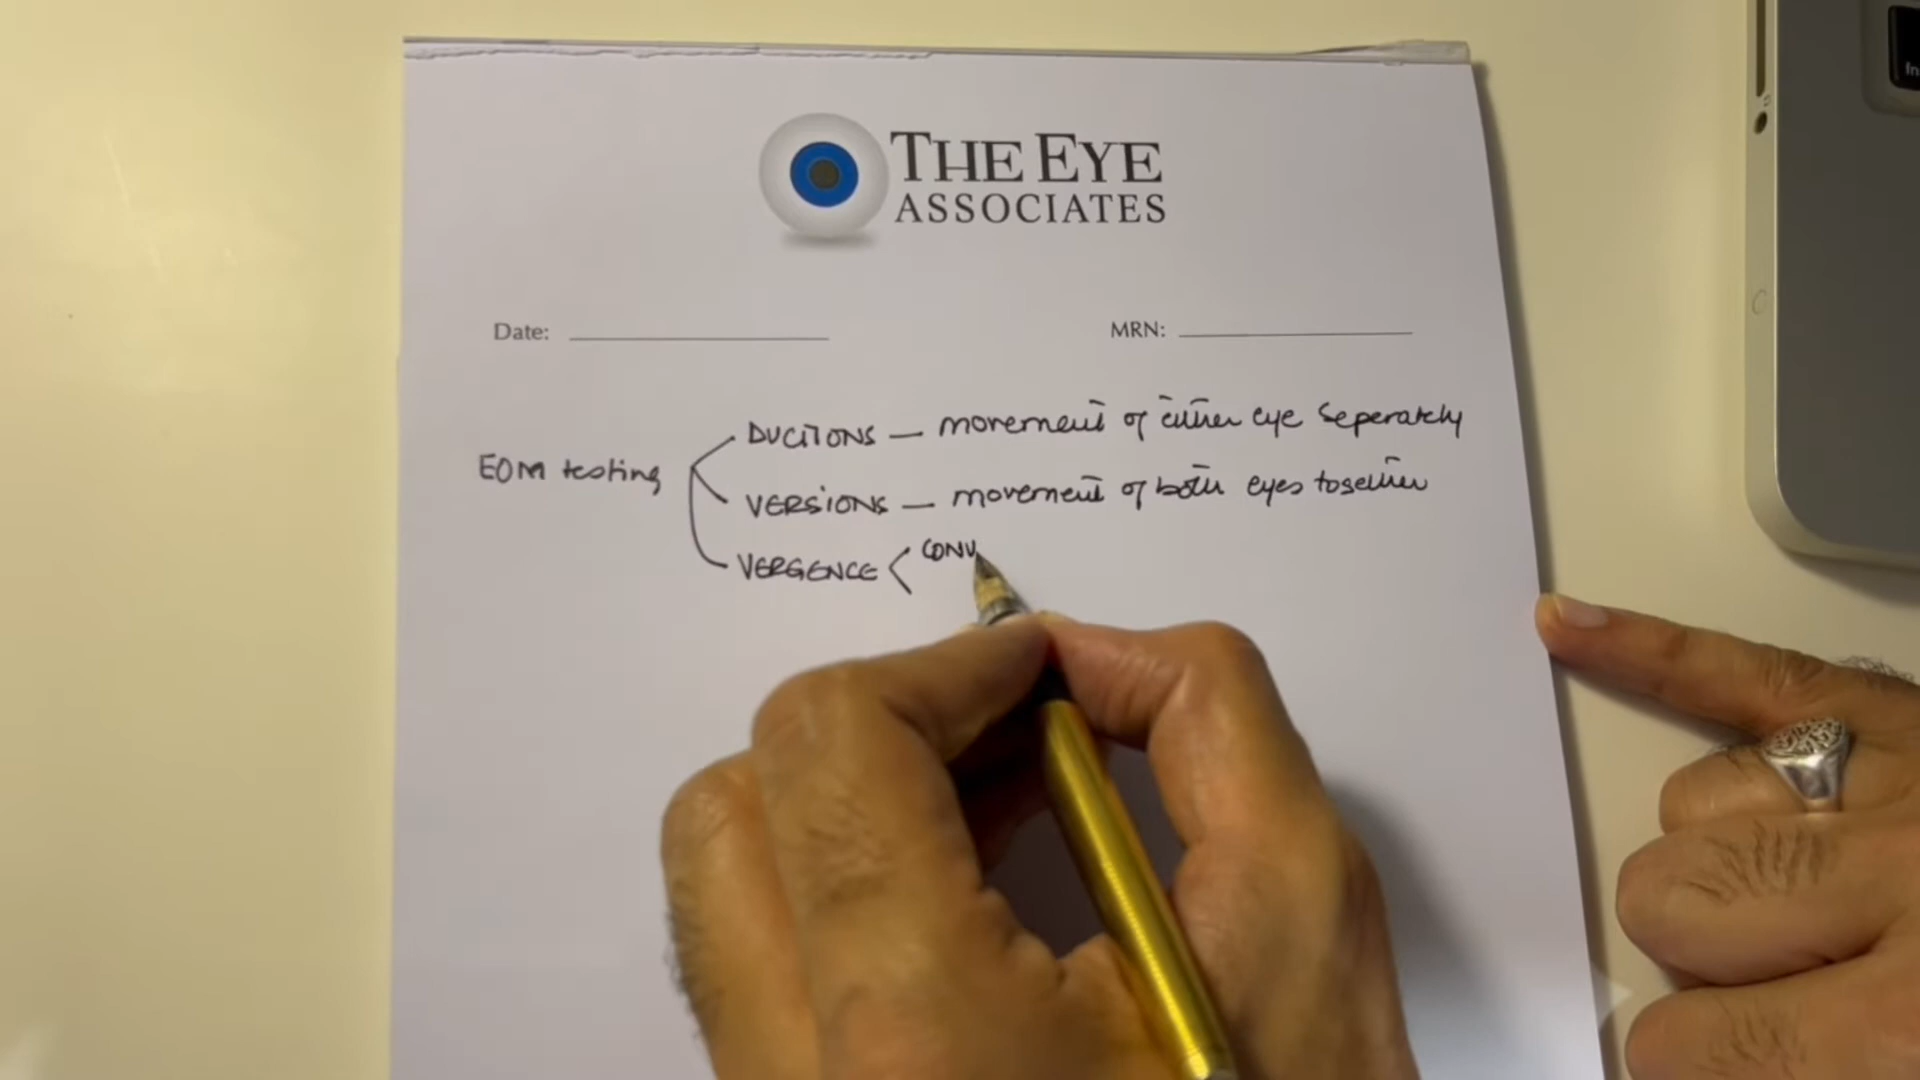 THE EYE
ASSOCIATES
Date:
MRN:
EOM testing
DUCTIONS — movement of either eye seperately
VERSIONS — movement of both eyes together
VERGENCE < CONV
fn